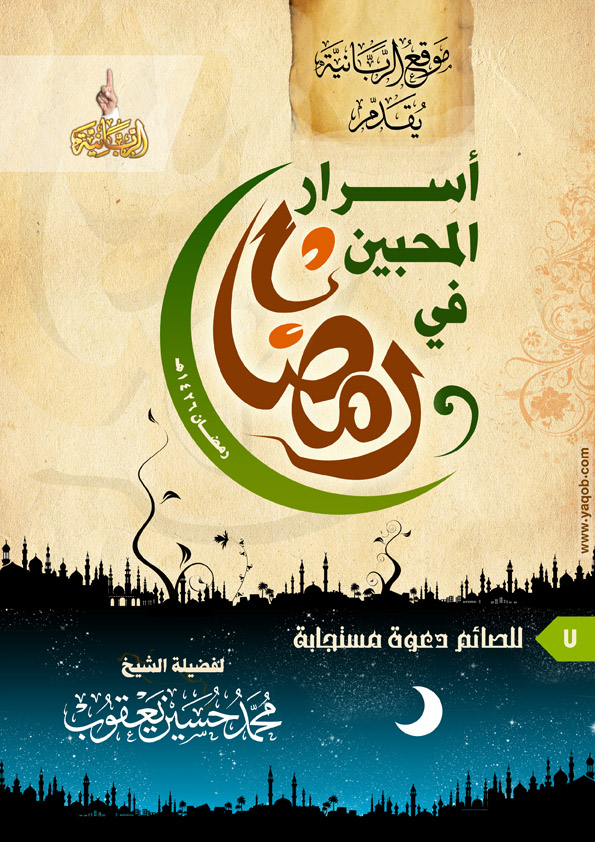 موقع الربانية
يقدم
الربانية
أسرار
المحبين
في
رمضان
رمضان ١٤٢٦هـ
www.yaqob.com
للصائم دعوة مستجابة
٧
لفضيلة الشيخ
محمد حسين يعقوب